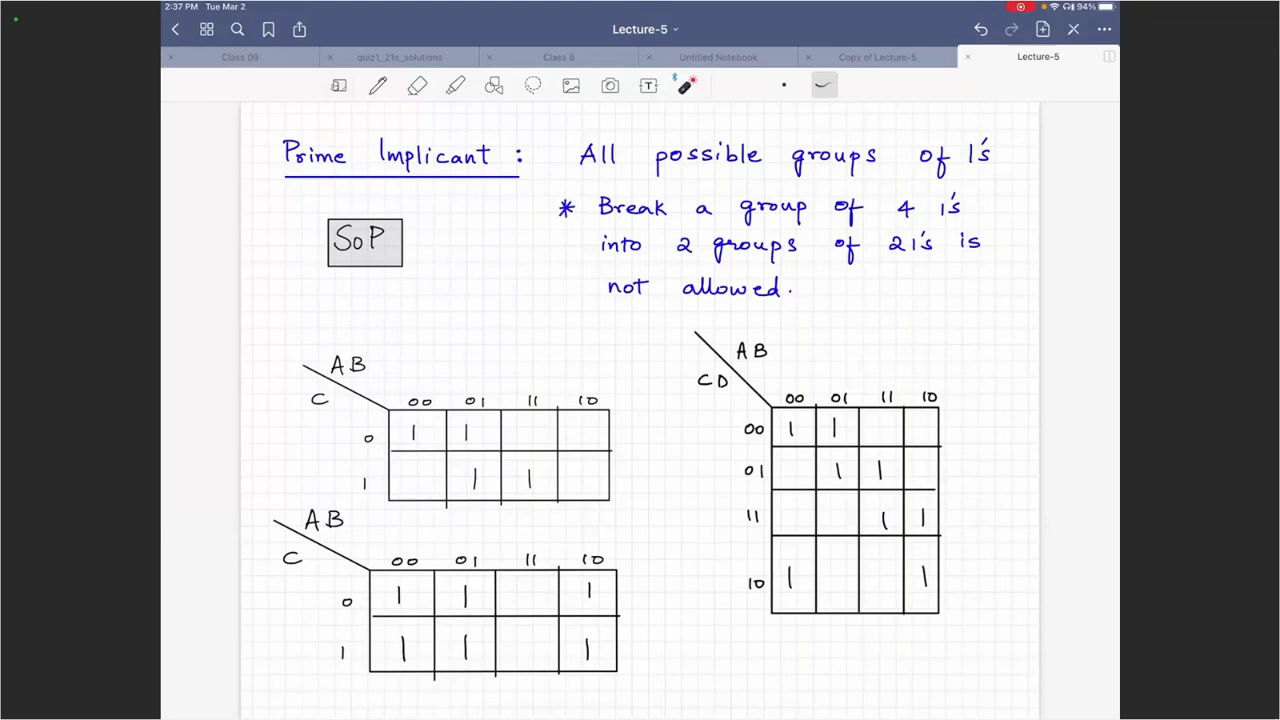 2:37 PM Tue Mar 2
94%
Lecture-5
Class 09
quiz1_21s_solutions
Class 8
Untitled Notebook
Copy of Lecture-5
Lecture-5
Prime Implicant : All possible groups of 1's
SoP
* Break a group of 4 1's
into 2 groups of 2 1's is
not allowed.
AB
C
00 01 11 10
0 1 1
1 1 1
AB
C
00 01 11 10
0 1 1 1
1 1 1 1
AB
CD
00 01 11 10
00 1 1
01 1 1
11 1 1
10 1 1